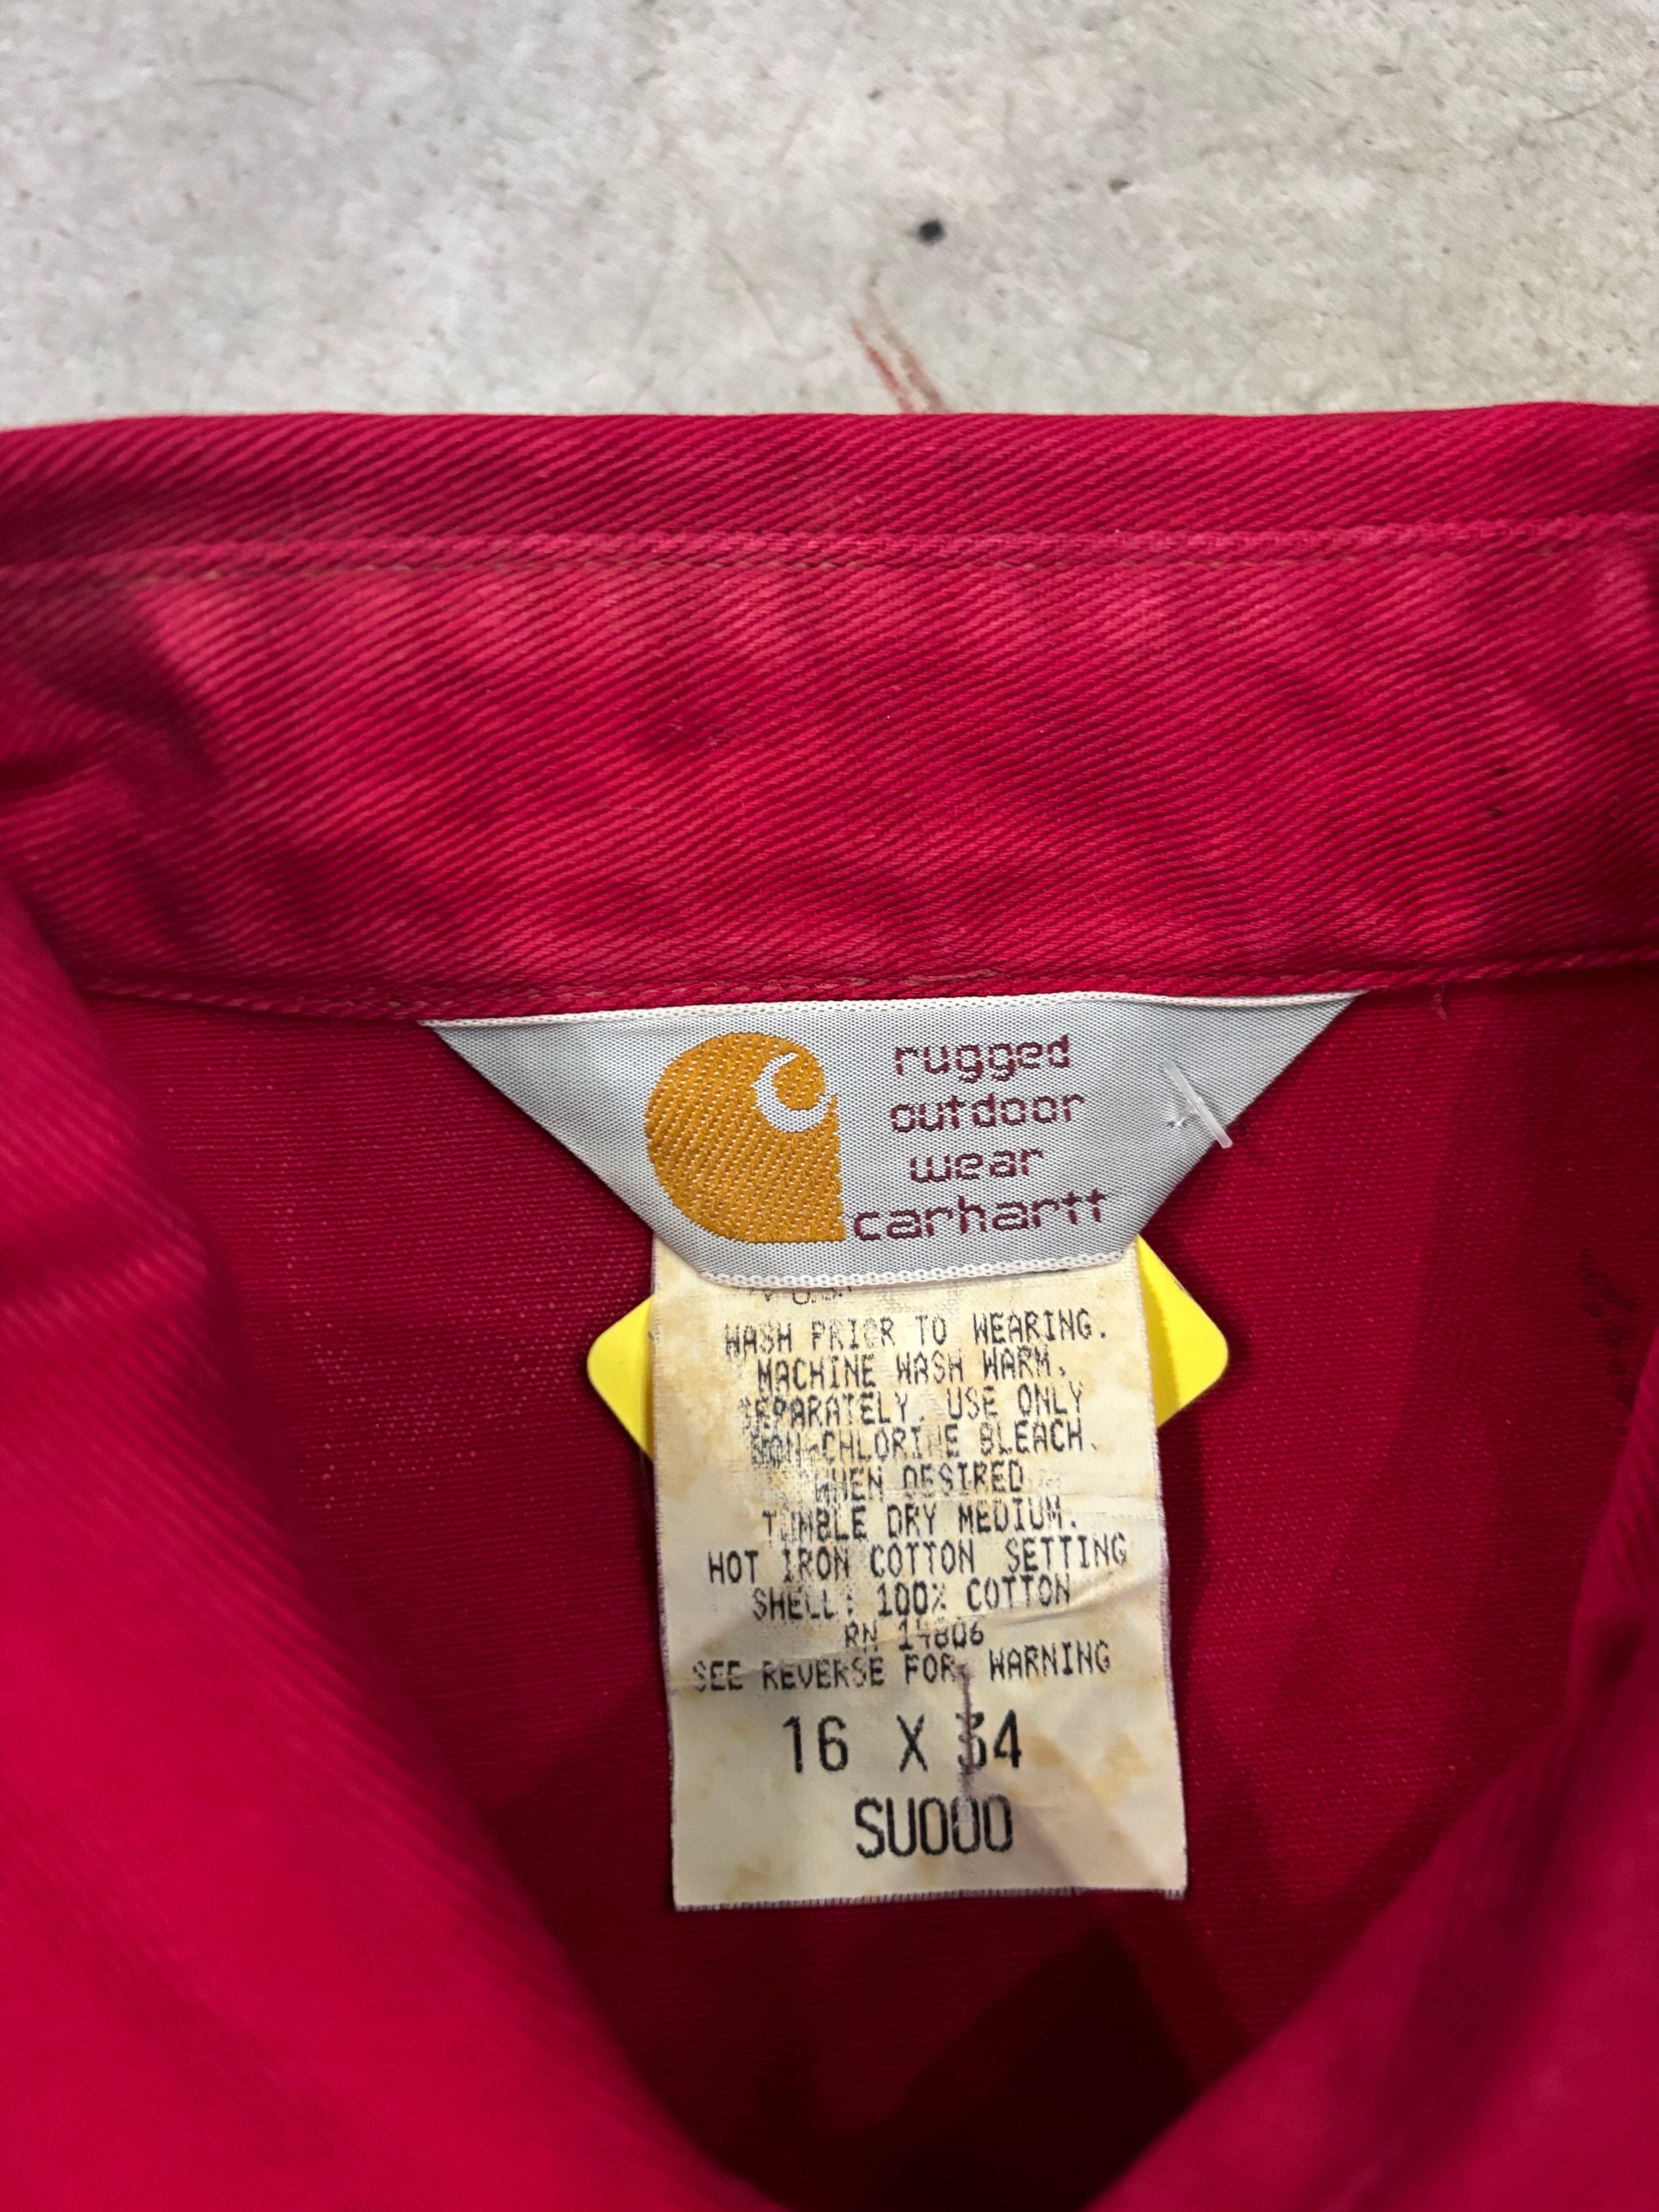 rugged
outdoor
wear
carhartt
WASH PRIOR TO WEARING.
MACHINE WASH WARM,
SEPARATELY. USE ONLY
NON-CHLORINE BLEACH.
WHEN DESIRED
TUMBLE DRY MEDIUM.
HOT IRON COTTON SETTING
SHELL: 100% COTTON
RN 14806
SEE REVERSE FOR WARNING
16 X 34
SU000